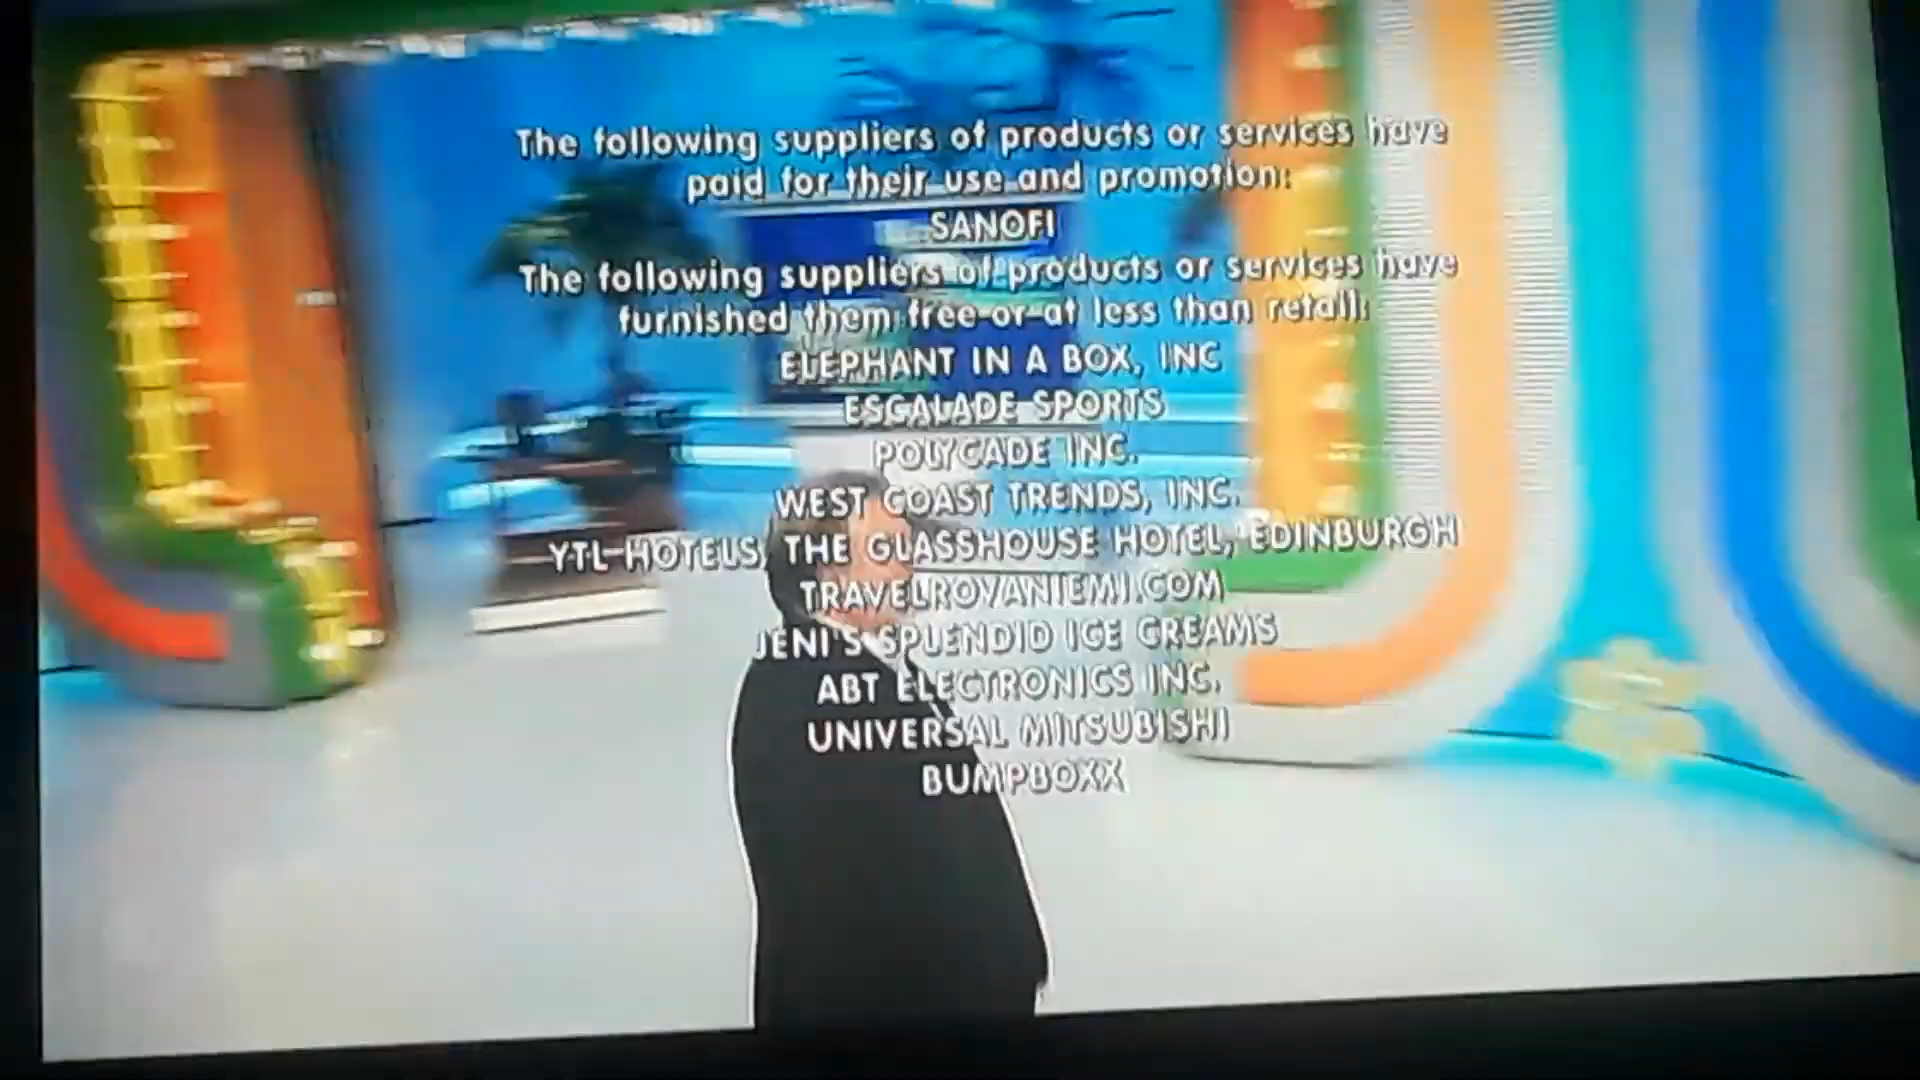 The following suppliers of products or services have
paid for their use and promotion:
SANOFI
The following suppliers of products or services have
furnished them free or at less than retail:
ELEPHANT IN A BOX, INC
ESCALADE SPORTS
POLYCADE INC.
WEST COAST TRENDS, INC.
YTL HOTELS, THE GLASSHOUSE HOTEL, EDINBURGH
TRAVELROVANIEMI.COM
JENI'S SPLENDID ICE CREAMS
ABT ELECTRONICS INC.
UNIVERSAL MITSUBISHI
BUMPBOXX